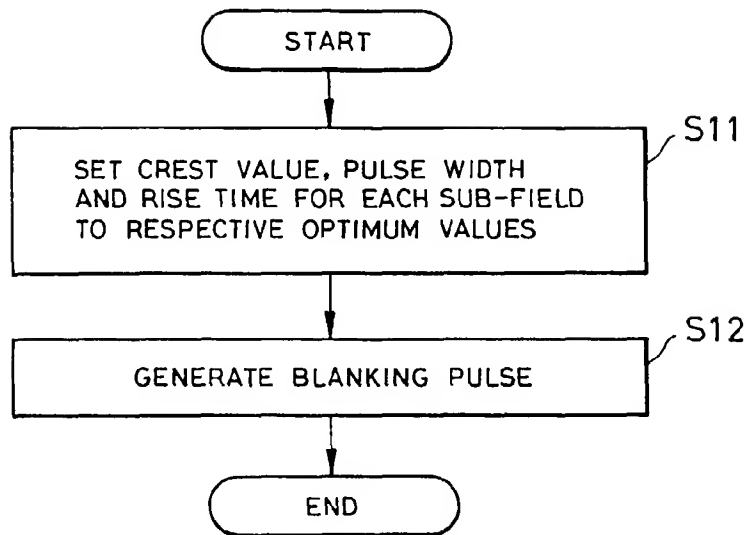 START
S11
SET CREST VALUE, PULSE WIDTH
AND RISE TIME FOR EACH SUB-FIELD
TO RESPECTIVE OPTIMUM VALUES
S12
GENERATE BLANKING PULSE
END